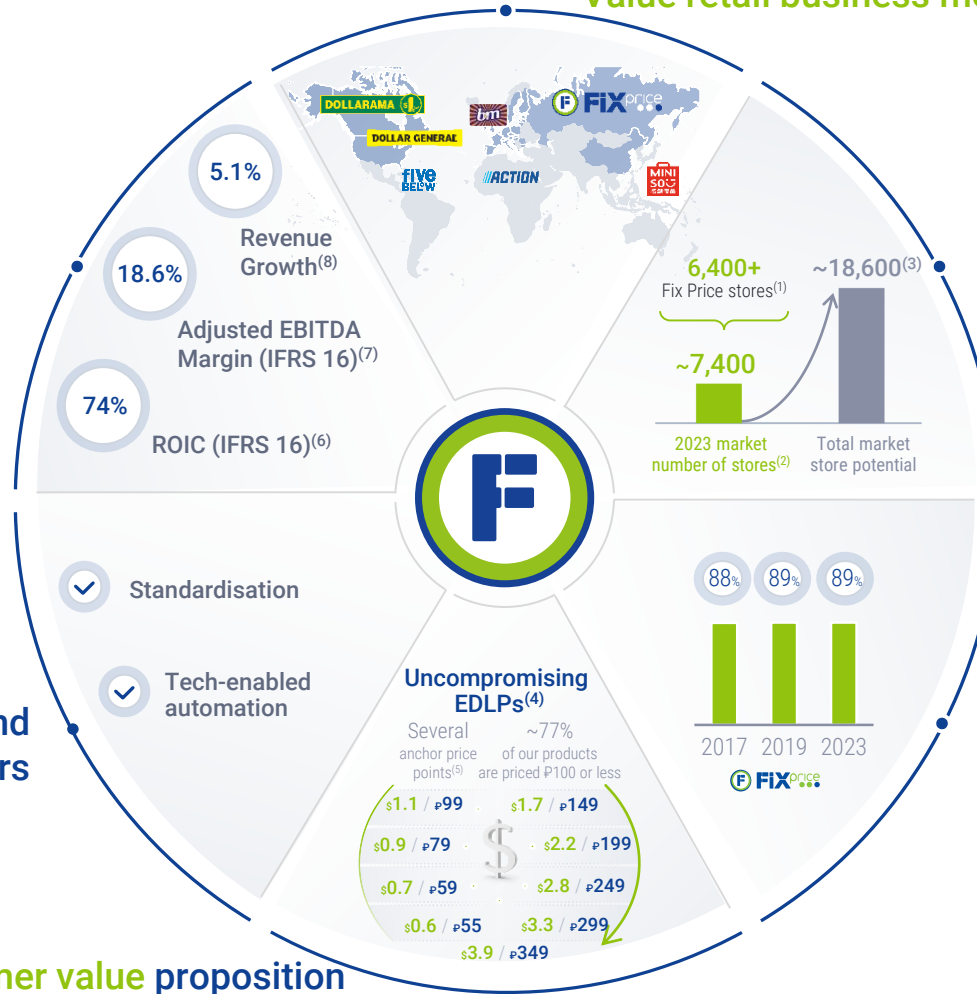 DOLLARAMA
DOLLAR GENERAL
five
BELOW
bm
ACTION
F FIX price
MINI
SO
5.1%
Revenue
Growth(8)
18.6%
Adjusted EBITDA
Margin (IFRS 16)(7)
74%
ROIC (IFRS 16)(6)
6,400+
Fix Price stores(1)
~18,600(3)
~7,400
2023 market
number of stores(2)
Total market
store potential
F
Standardisation
Tech-enabled
automation
88% 89% 89%
2017 2019 2023
F FIX price
Uncompromising
EDLPs(4)
Several
anchor price
points(5)
~77%
of our products
are priced ₽100 or less
$1.1 / ₽99 $1.7 / ₽149
$0.9 / ₽79 $2.2 / ₽199
$
$0.7 / ₽59 $2.8 / ₽249
$0.6 / ₽55 $3.3 / ₽299
$3.9 / ₽349
value proposition